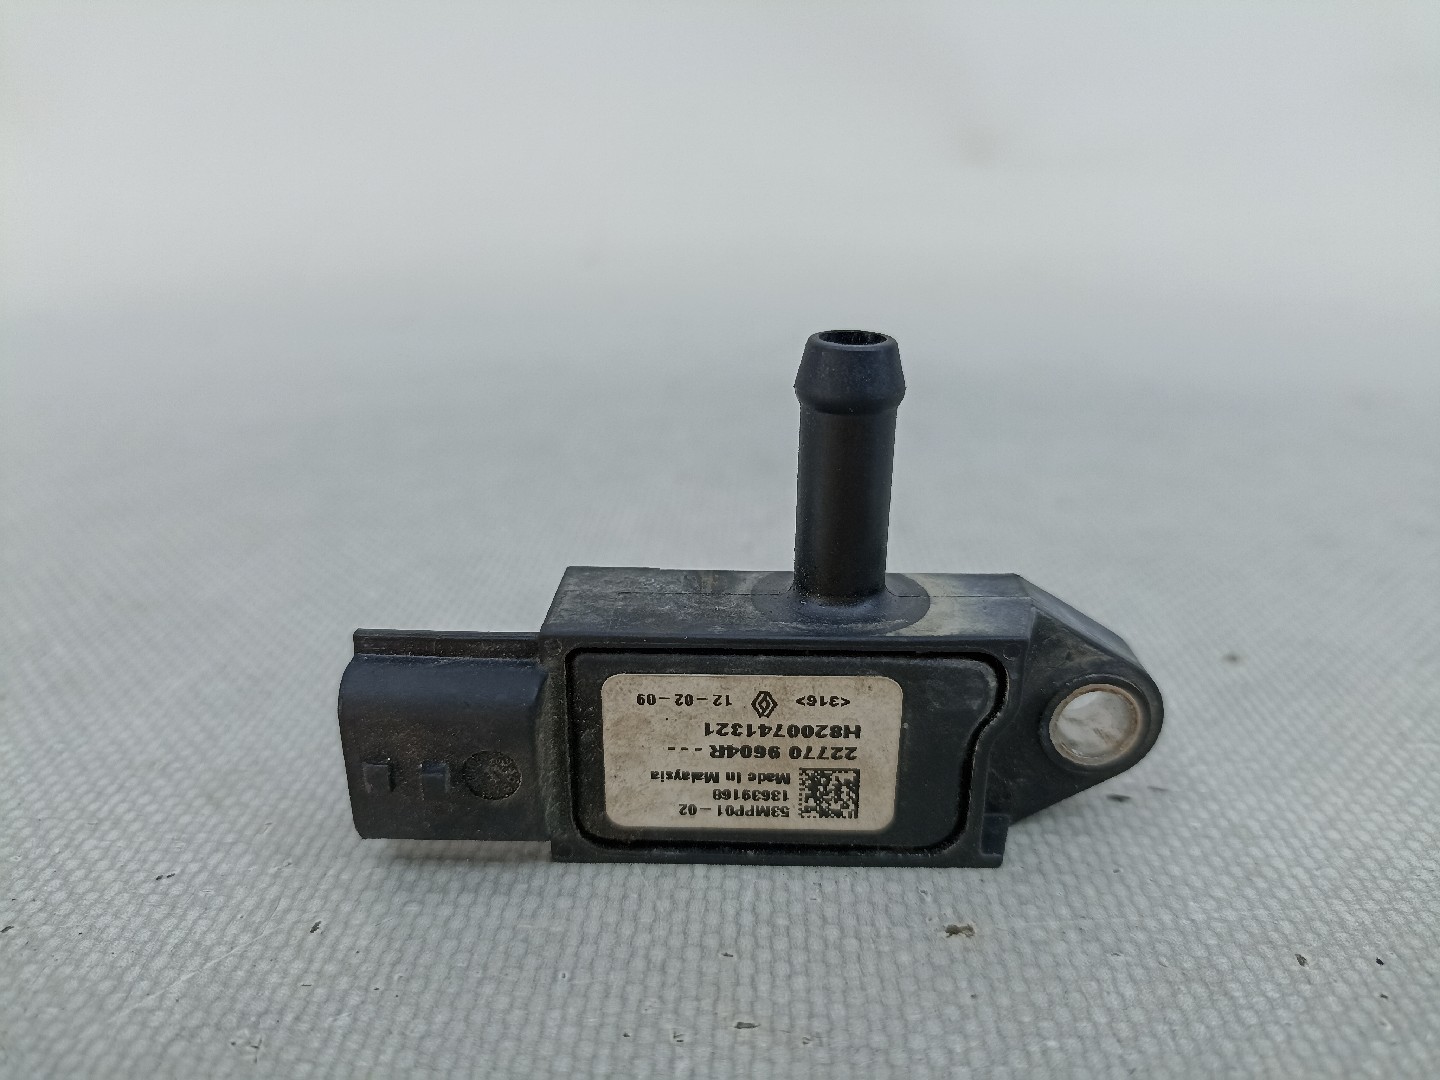 53MPP01-02
13639168
Made In Malaysia
22770 9604R---
H8200741321
<316> 12-02-09